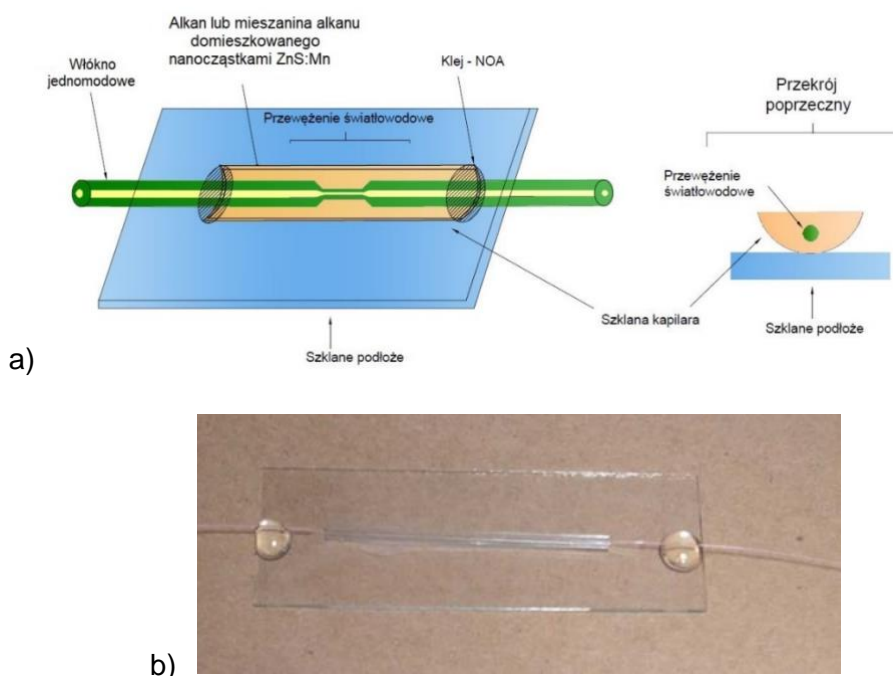 Alkan lub mieszanina alkanu
domieszkowanego
nanocząstkami ZnS:Mn
Włókno
jednomodowe
Klej - NOA
Przewężenie światłowodowe
Przekrój
poprzeczny
Przewężenie
światłowodowe
Szklana kapilara
Szklane podłoże
Szklane podłoże
a)
b)